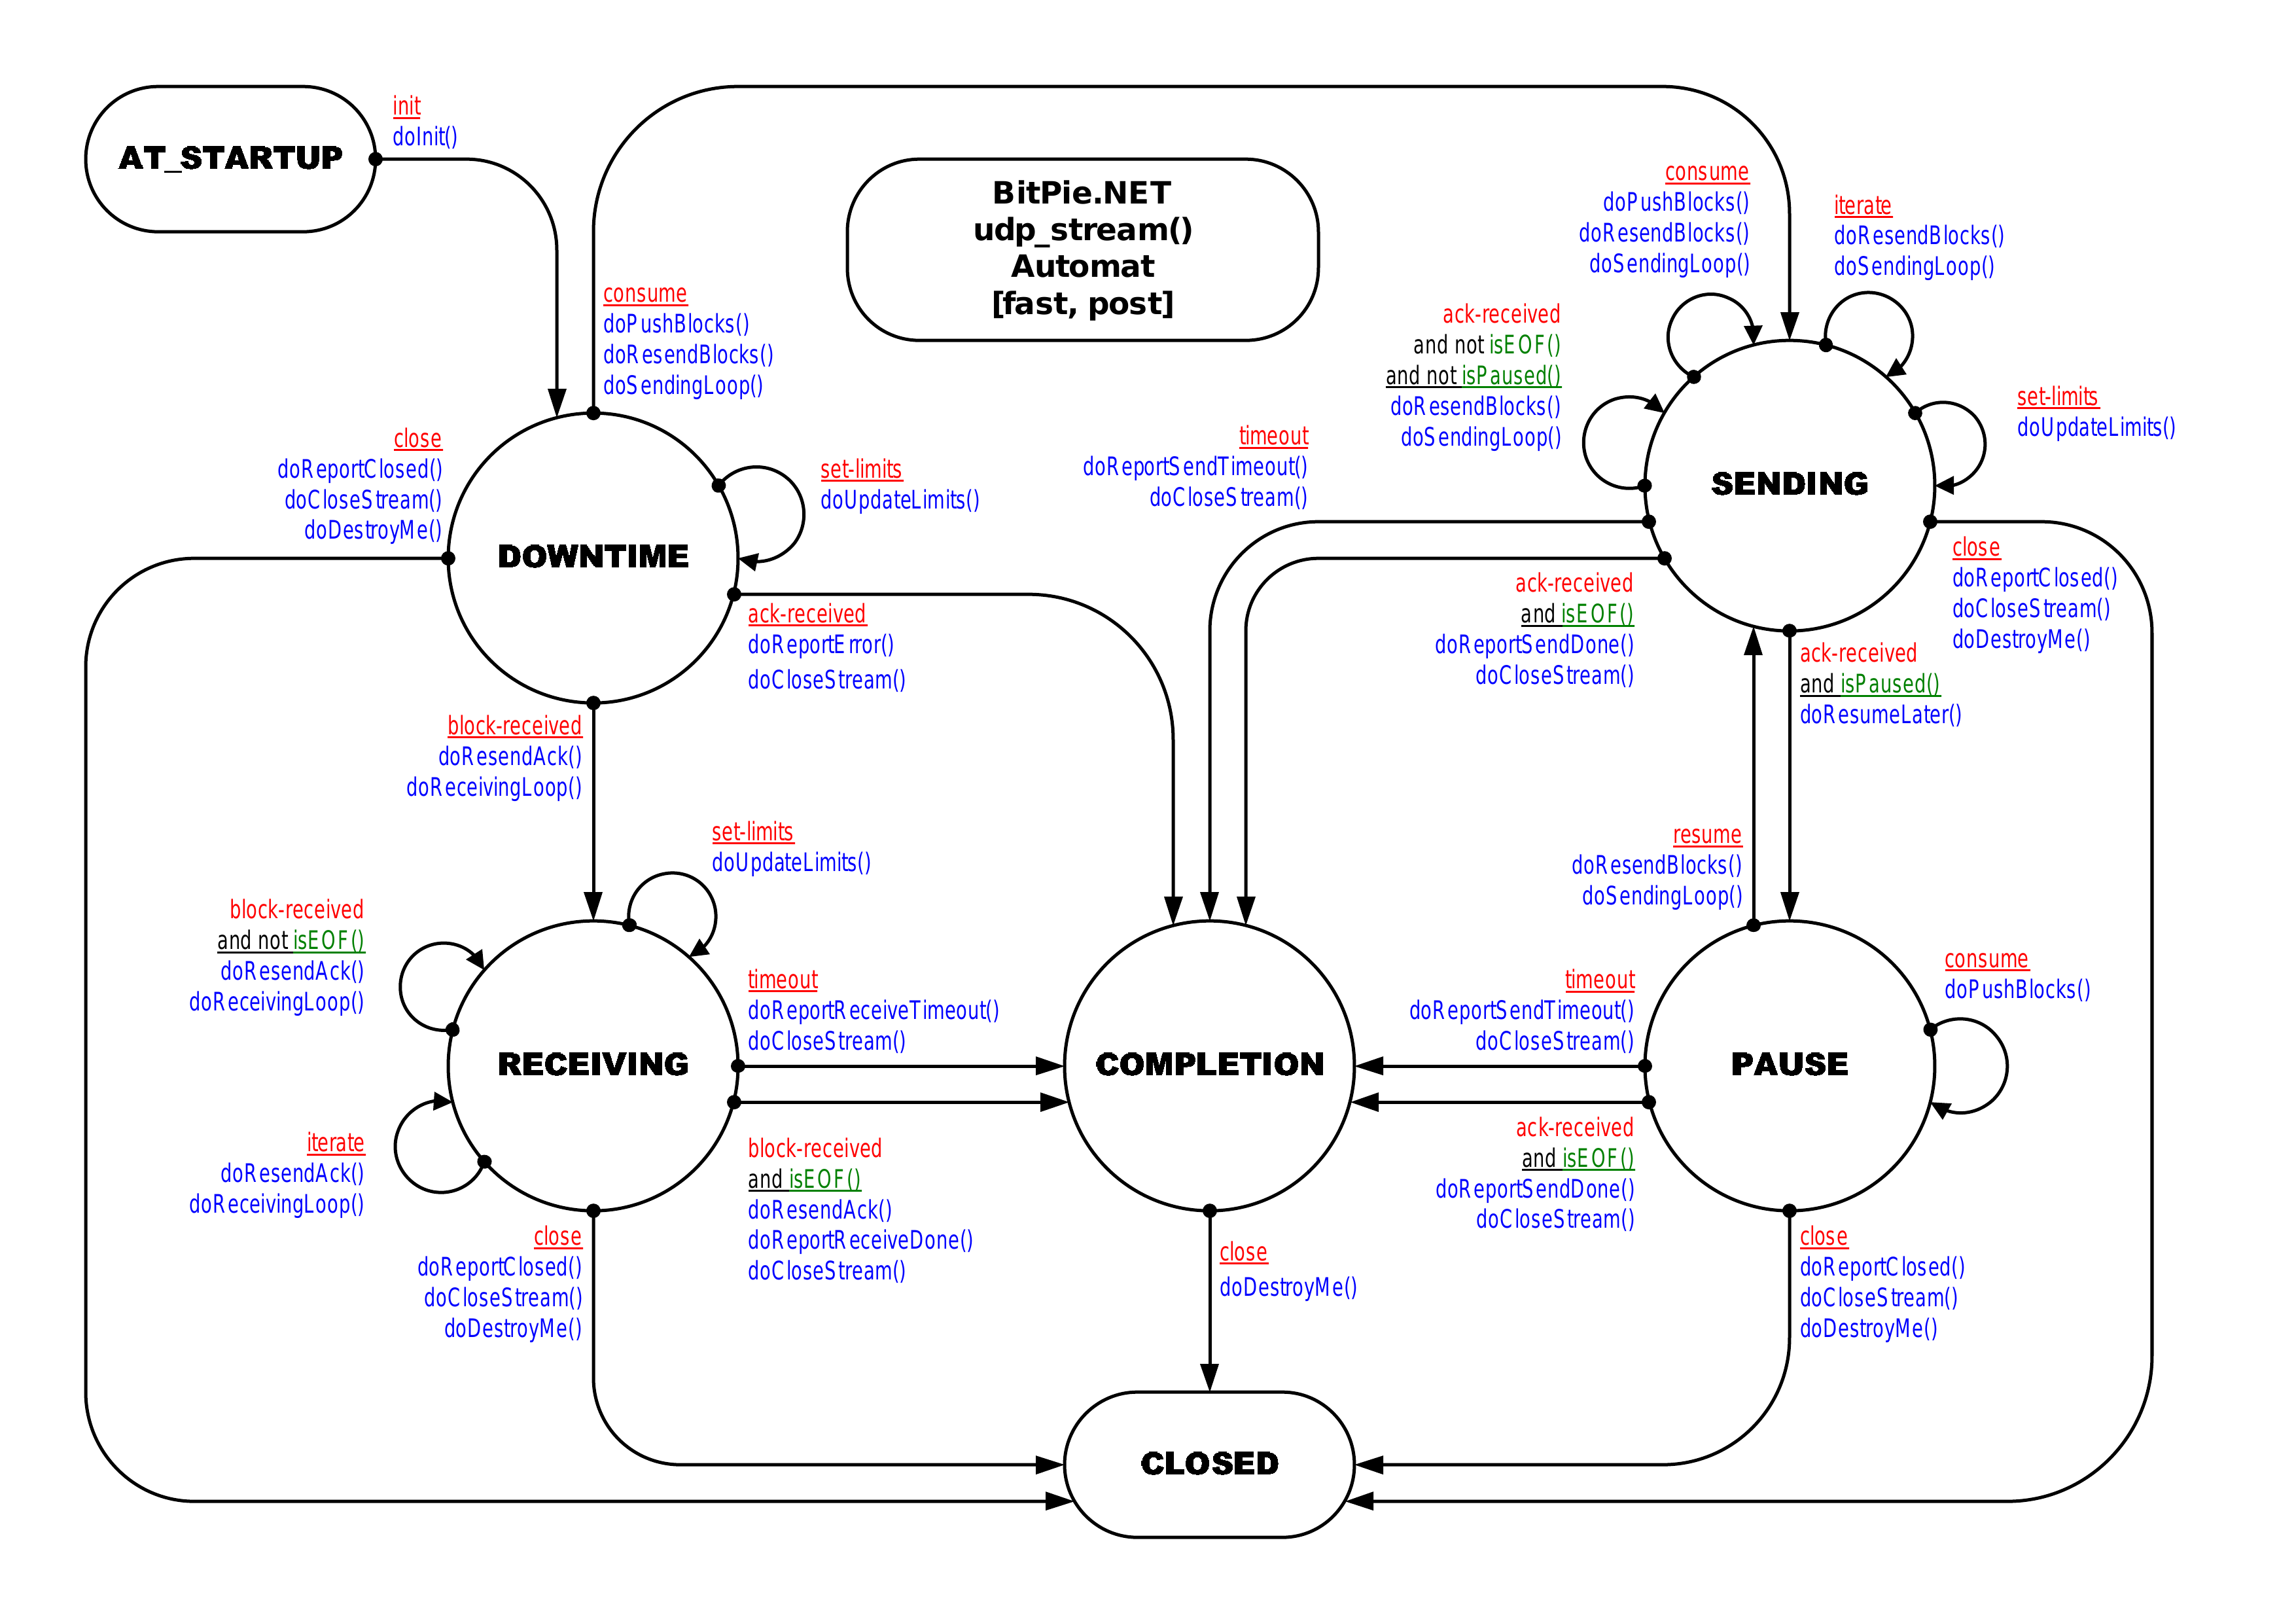 AT_STARTUP
init
doInit()
BitPie.NET
udp_stream()
Automat
[fast, post]
consume
doPushBlocks()
doResendBlocks()
doSendingLoop()
iterate
doResendBlocks()
doSendingLoop()
consume
doPushBlocks()
doResendBlocks()
doSendingLoop()
ack-received
and not isEOF()
and not isPaused()
doResendBlocks()
doSendingLoop()
set-limits
doUpdateLimits()
SENDING
close
doReportClosed()
doCloseStream()
doDestroyMe()
set-limits
doUpdateLimits()
timeout
doReportSendTimeout()
doCloseStream()
DOWNTIME
ack-received
doReportError()
doCloseStream()
ack-received
and isEOF()
doReportSendDone()
doCloseStream()
close
doReportClosed()
doCloseStream()
doDestroyMe()
ack-received
and isPaused()
doResumeLater()
block-received
doResendAck()
doReceivingLoop()
set-limits
doUpdateLimits()
resume
doResendBlocks()
doSendingLoop()
block-received
and not isEOF()
doResendAck()
doReceivingLoop()
timeout
doReportReceiveTimeout()
doCloseStream()
timeout
doReportSendTimeout()
doCloseStream()
consume
doPushBlocks()
RECEIVING
COMPLETION
PAUSE
iterate
doResendAck()
doReceivingLoop()
block-received
and isEOF()
doResendAck()
doReportReceiveDone()
doCloseStream()
ack-received
and isEOF()
doReportSendDone()
doCloseStream()
close
doReportClosed()
doCloseStream()
doDestroyMe()
close
doDestroyMe()
close
doReportClosed()
doCloseStream()
doDestroyMe()
CLOSED